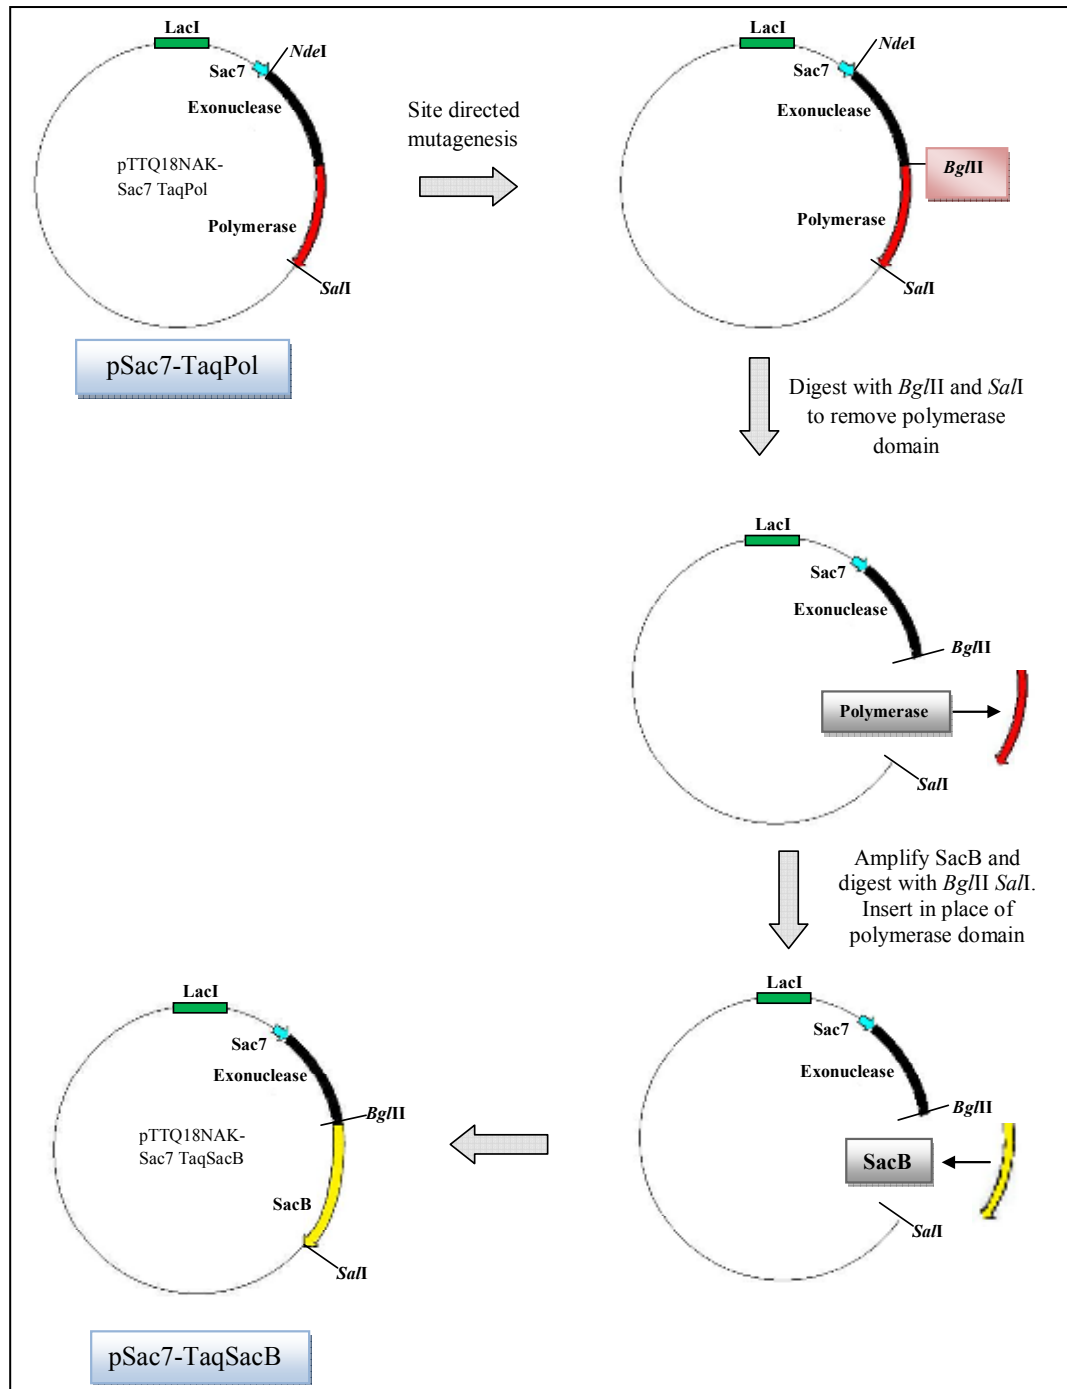 LacI
NdeI
Sac7
Exonuclease
pTTQ18NAK-
Sac7 TaqPol
Polymerase
SalI
pSac7-TaqPol
Site directed
mutagenesis
LacI
NdeI
Sac7
Exonuclease
BglII
Polymerase
SalI
Digest with BglII and SalI
to remove polymerase
domain
LacI
Sac7
Exonuclease
BglII
Polymerase
SalI
Amplify SacB and
digest with BglII SalI.
Insert in place of
polymerase domain
LacI
Sac7
Exonuclease
BglII
SacB
SalI
LacI
Sac7
Exonuclease
BglII
pTTQ18NAK-
Sac7 TaqSacB
SacB
SalI
pSac7-TaqSacB